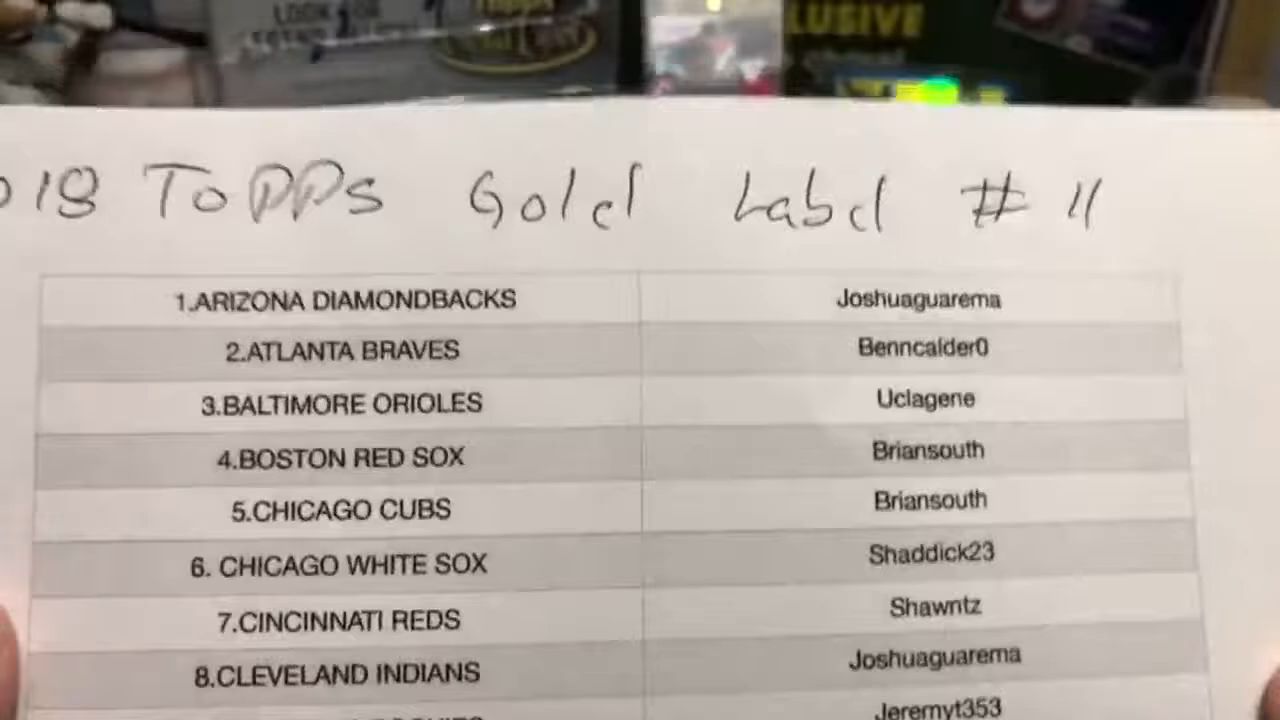 LUSIVE
18 Topps Gold Label # 11
1.ARIZONA DIAMONDBACKS Joshuaguarema
2.ATLANTA BRAVES Benncalder0
3.BALTIMORE ORIOLES Uclagene
4.BOSTON RED SOX Briansouth
5.CHICAGO CUBS Briansouth
6. CHICAGO WHITE SOX Shaddick23
7.CINCINNATI REDS Shawntz
8.CLEVELAND INDIANS Joshuaguarema
Jeremyt353